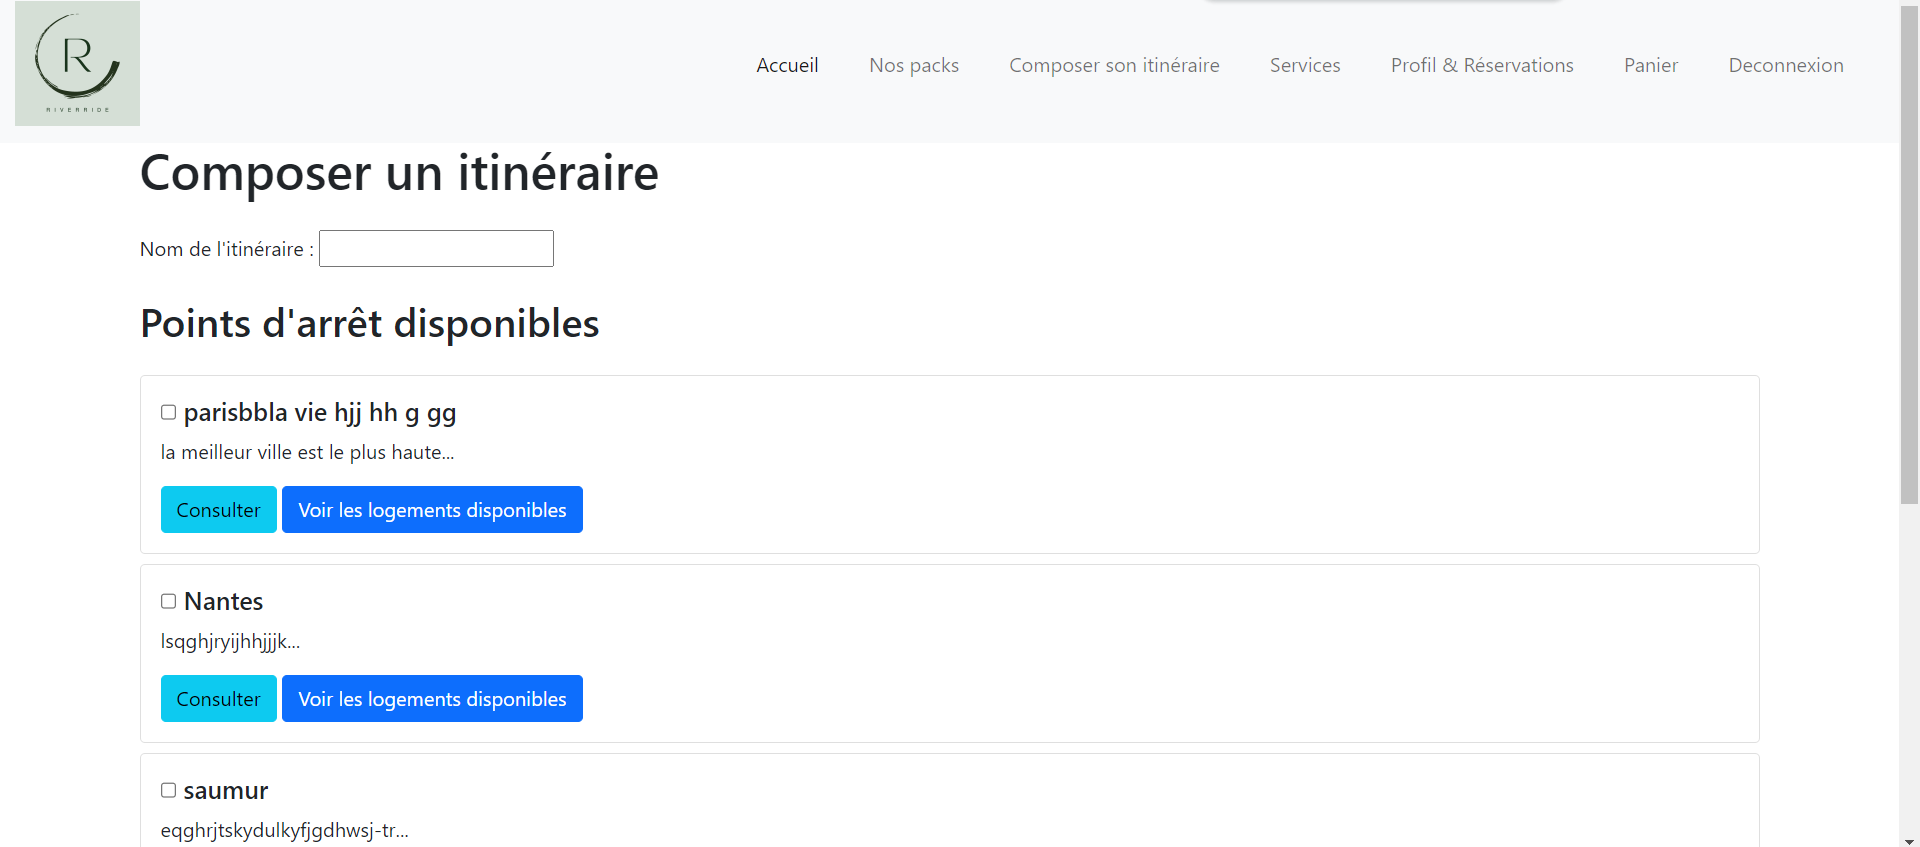 R
RIVERRIDE
Accueil Nos packs Composer son itinéraire Services Profil & Réservations Panier Deconnexion
Composer un itinéraire
Nom de l'itinéraire :
Points d'arrêt disponibles
parisbbla vie hjj hh g gg
la meilleur ville est le plus haute...
Consulter Voir les logements disponibles
Nantes
lsqghjryijhhjjjk...
Consulter Voir les logements disponibles
saumur
eqghrjtskydulkyfjgdhwsj-tr...